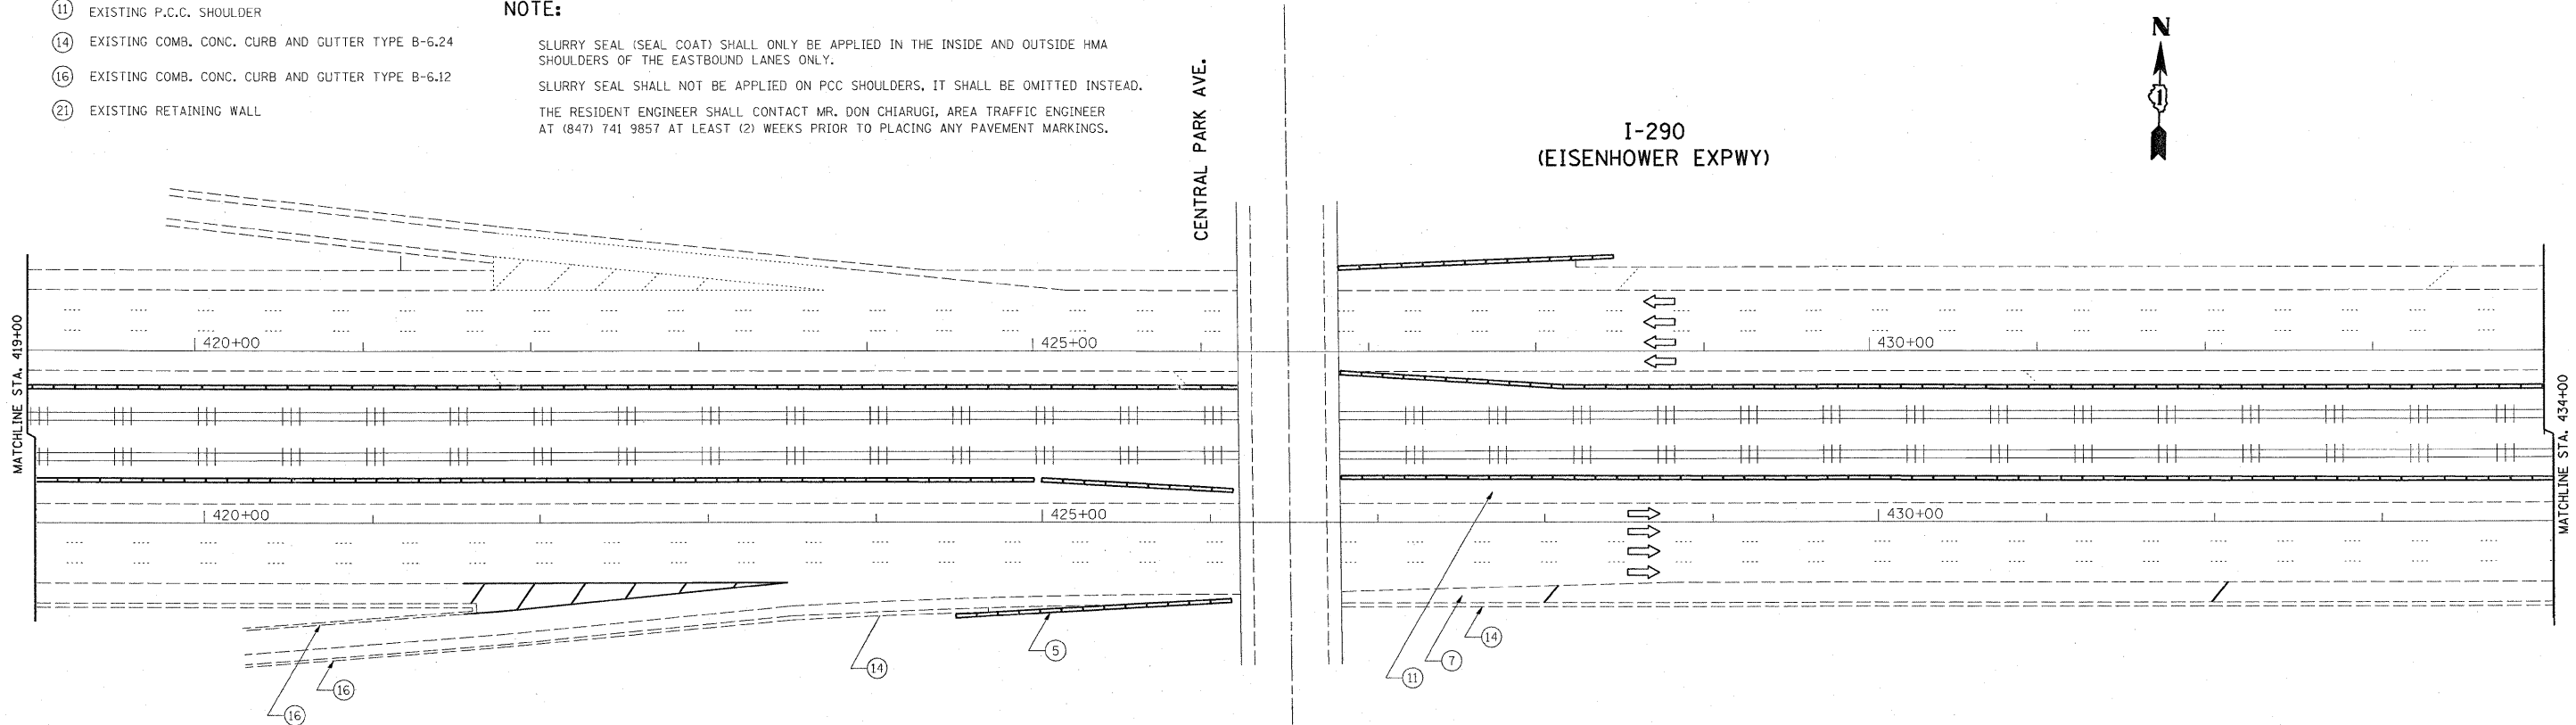 11 EXISTING P.C.C. SHOULDER
14 EXISTING COMB. CONC. CURB AND GUTTER TYPE B-6.24
16 EXISTING COMB. CONC. CURB AND GUTTER TYPE B-6.12
21 EXISTING RETAINING WALL
NOTE:
SLURRY SEAL (SEAL COAT) SHALL ONLY BE APPLIED IN THE INSIDE AND OUTSIDE HMA
SHOULDERS OF THE EASTBOUND LANES ONLY.
SLURRY SEAL SHALL NOT BE APPLIED ON PCC SHOULDERS, IT SHALL BE OMITTED INSTEAD.
THE RESIDENT ENGINEER SHALL CONTACT MR. DON CHIARUGI, AREA TRAFFIC ENGINEER
AT (847) 741 9857 AT LEAST (2) WEEKS PRIOR TO PLACING ANY PAVEMENT MARKINGS.
CENTRAL PARK AVE.
I-290
(EISENHOWER EXPWY)
N
1
MATCHLINE STA. 419+00
420+00
425+00
430+00
MATCHLINE STA. 434+00
420+00
425+00
430+00
5
14
16
16
14
7
11